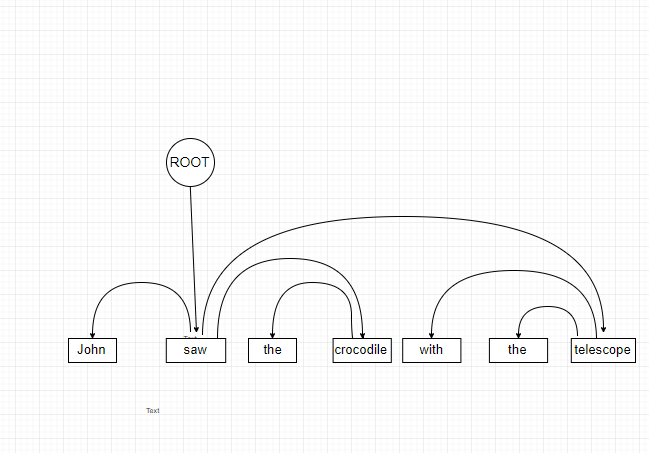 ROOT
John saw the crocodile with the telescope
Text